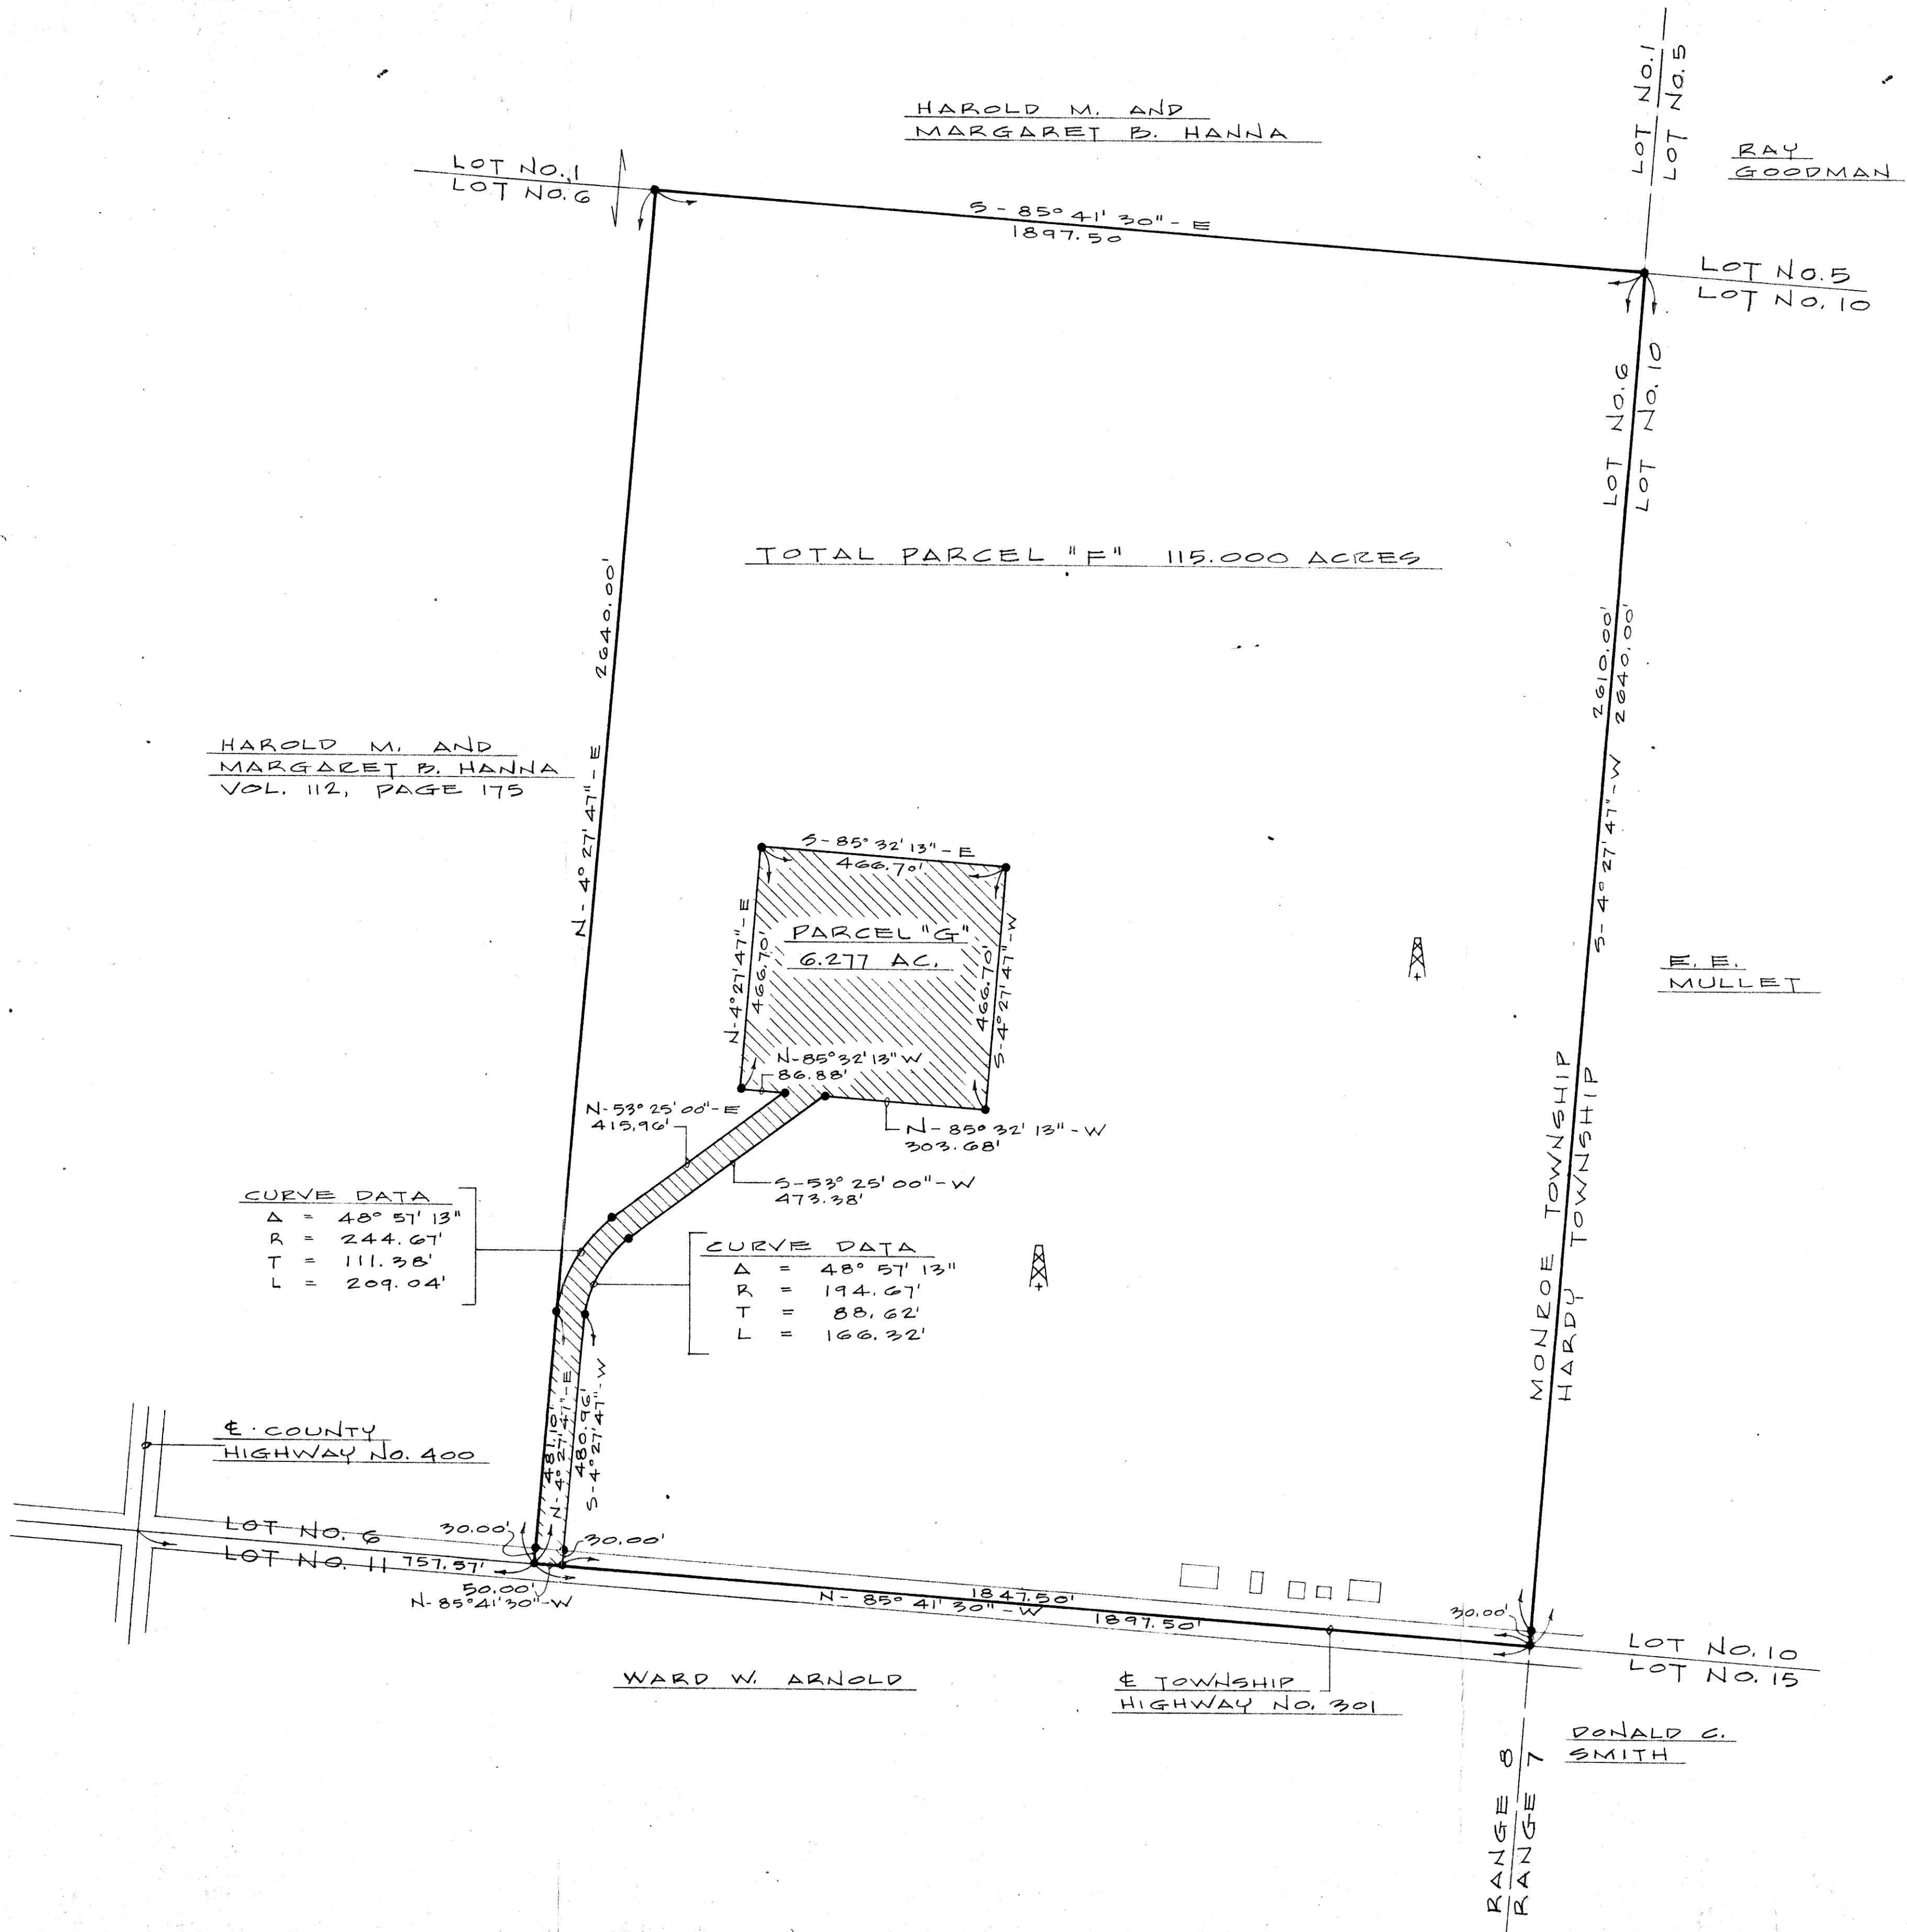 HAROLD M. AND
MARGARET B. HANNA
LOT NO. 1
LOT NO. 5
RAY
GOODMAN
LOT NO. 1
LOT NO. 6
S - 85° 41' 30" - E
1897.50
LOT NO. 5
LOT NO. 10
LOT NO. 6
LOT NO. 10
TOTAL PARCEL "F" 115.000 ACRES
N - 4° 27' 47" - E 2640.00'
2610.00'
S - 4° 27' 47" - W 2640.00'
HAROLD M. AND
MARGARET B. HANNA
VOL. 112, PAGE 175
S - 85° 32' 13" - E
466.70'
PARCEL "G"
6.277 AC.
N - 4° 27' 47" - E
466.70'
466.70'
S - 4° 27' 47" - W
E. E.
MULLET
N - 85° 32' 13" W
86.88'
N - 53° 25' 00" - E
415.96'
N - 85° 32' 13" - W
303.68'
S - 53° 25' 00" - W
473.38'
MONROE TOWNSHIP
HARDY TOWNSHIP
CURVE DATA
Δ = 48° 57' 13"
R = 244.67'
T = 111.38'
L = 209.04'
CURVE DATA
Δ = 48° 57' 13"
R = 194.67'
T = 88.62'
L = 166.32'
481.10'
N - 4° 27' 47" - E
480.96'
S - 4° 27' 47" - W
℄ COUNTY
HIGHWAY NO. 400
LOT NO. 6
LOT NO. 11
757.57'
30.00'
30.00'
50.00'
N - 85° 41' 30" - W
1847.50'
N - 85° 41' 30" - W
1897.50'
30.00'
LOT NO. 10
LOT NO. 15
WARD W. ARNOLD
℄ TOWNSHIP
HIGHWAY NO. 301
DONALD C.
SMITH
RANGE 8
RANGE 7